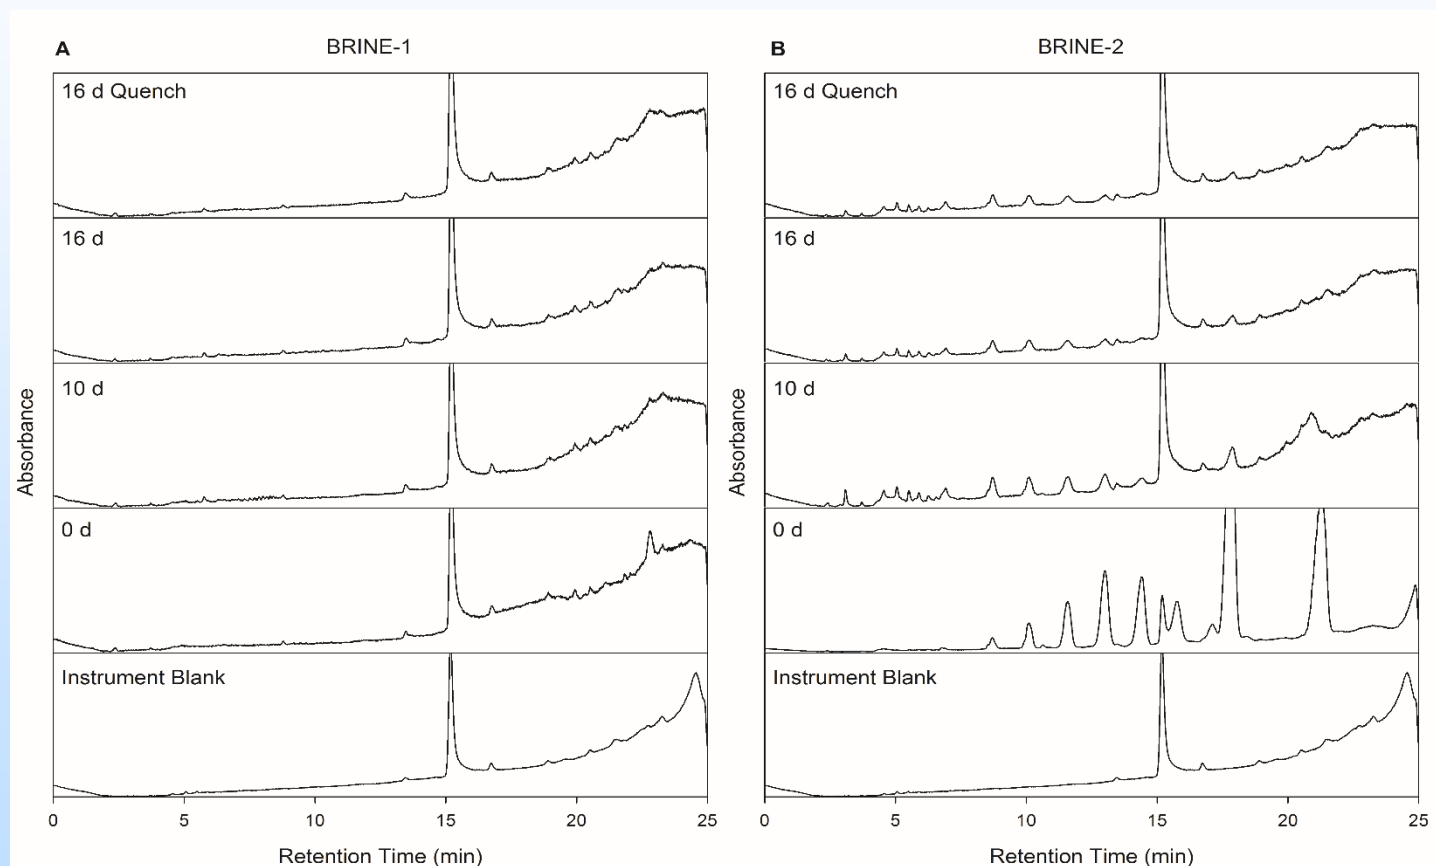 A BRINE-1
16 d Quench
16 d
10 d
0 d
Instrument Blank
Absorbance
0 5 10 15 20 25
Retention Time (min)
B BRINE-2
16 d Quench
16 d
10 d
0 d
Instrument Blank
Absorbance
0 5 10 15 20 25
Retention Time (min)